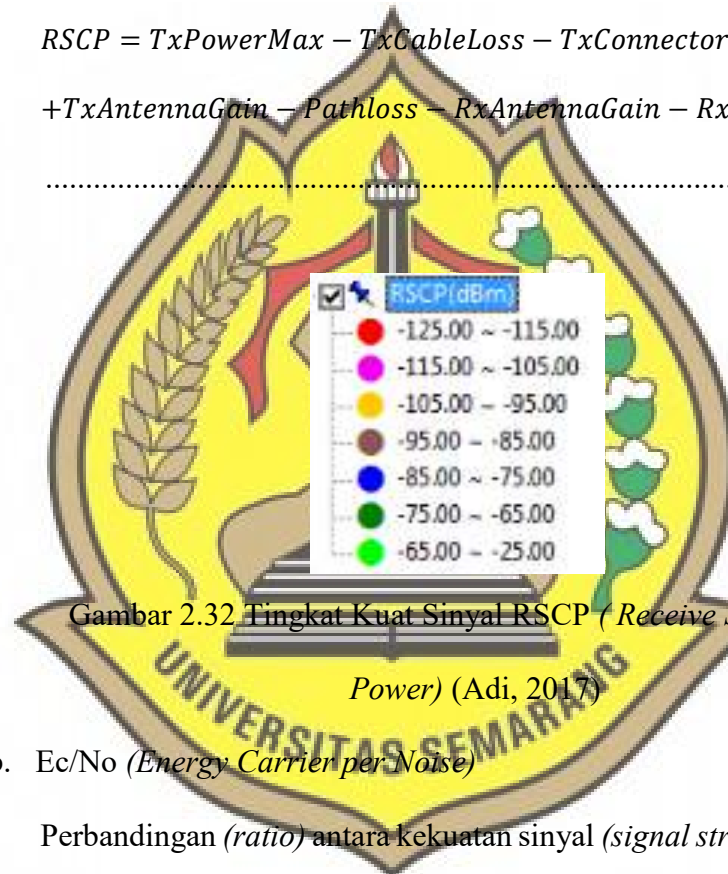 RSCP = TxPowerMax − TxCableLoss − TxConnector
+TxAntennaGain − Pathloss − RxAntennaGain − Rx
....................................................................................
RSCP(dBm)
-125.00 ~ -115.00
-115.00 ~ -105.00
-105.00 ~ -95.00
-95.00 ~ -85.00
-85.00 ~ -75.00
-75.00 ~ -65.00
-65.00 ~ -25.00
Gambar 2.32 Tingkat Kuat Sinyal RSCP ( Receive
Power) (Adi, 2017)
UNIVERSITAS SEMARANG
Ec/No (Energy Carrier per Noise)
Perbandingan (ratio) antara kekuatan sinyal (signal